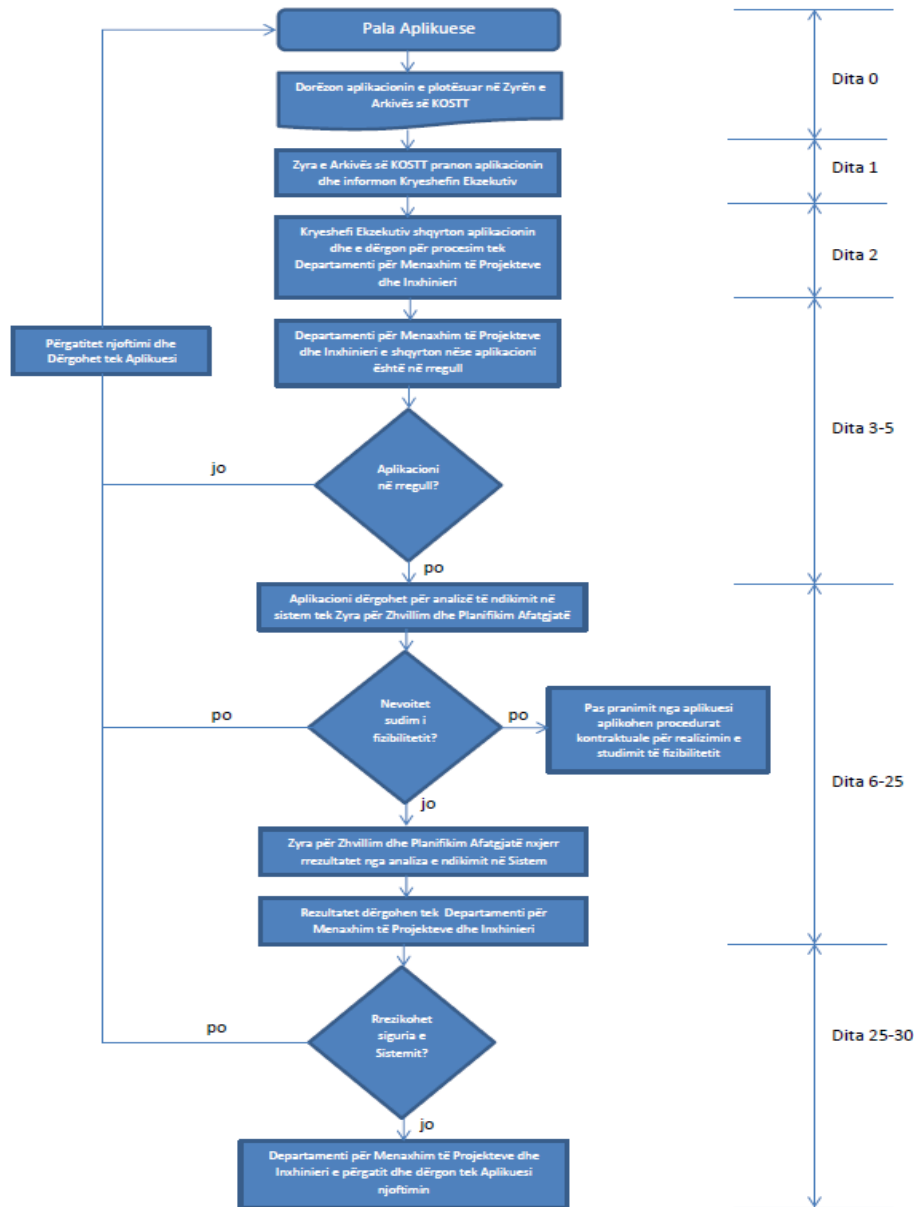 Pala Aplikuese
Dita 0
Dorëzon aplikacionin e plotësuar në Zyrën e
Arkivës së KOSTT
Zyra e Arkivës së KOSTT pranon aplikacionin
dhe informon Kryeshefin Ekzekutiv
Dita 1
Kryeshefi Ekzekutiv shqyrton aplikacionin
dhe e dërgon për procesim tek
Departamenti për Menaxhim të Projekteve
dhe Inxhinieri
Dita 2
Përgatitet njoftimi dhe
Dërgohet tek Aplikuesi
Departamenti për Menaxhim të Projekteve
dhe Inxhinieri e shqyrton nëse aplikacioni
është në rregull
Dita 3-5
jo
Aplikacioni
në rregull?
po
Aplikacioni dërgohet për analizë të ndikimit në
sistem tek Zyra për Zhvillim dhe Planifikim Afatgjatë
po
Nevoitet
sudim i
fizibilitetit?
po
Pas pranimit nga aplikuesi
aplikohen procedurat
kontraktuale për realizimin e
studimit të fizibilitetit
Dita 6-25
jo
Zyra për Zhvillim dhe Planifikim Afatgjatë nxjerr
rrezultatet nga analiza e ndikimit në Sistem
Rezultatet dërgohen tek Departamenti për
Menaxhim të Projekteve dhe Inxhinieri
po
Rrezikohet
siguria e
Sistemit?
Dita 25-30
jo
Departamenti për Menaxhim të Projekteve dhe
Inxhinieri e përgatit dhe dërgon tek Aplikuesi
njoftimin